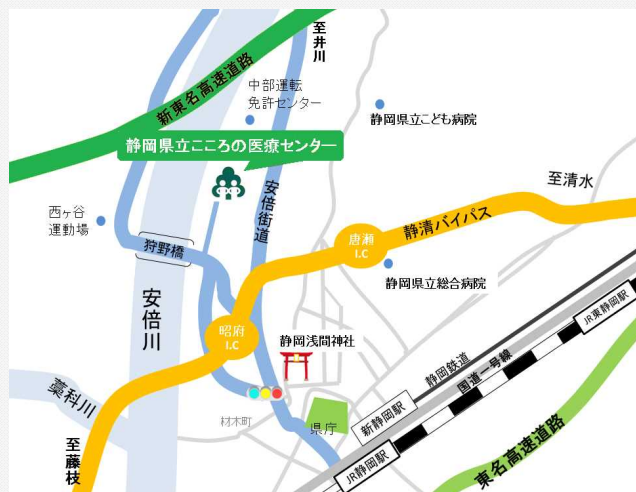 至井川
新東名高速道路
中部運転
免許センター
静岡県立こども病院
静岡県立こころの医療センター
至清水
西ヶ谷
運動場
安倍街道
静清バイパス
唐瀬
I.C
狩野橋
静岡県立総合病院
安倍川
昭府
I.C
静岡浅間神社
JR東静岡駅
静岡鉄道
国道一号線
藁科川
新静岡駅
材木町
県庁
至藤枝
JR静岡駅
東名高速道路